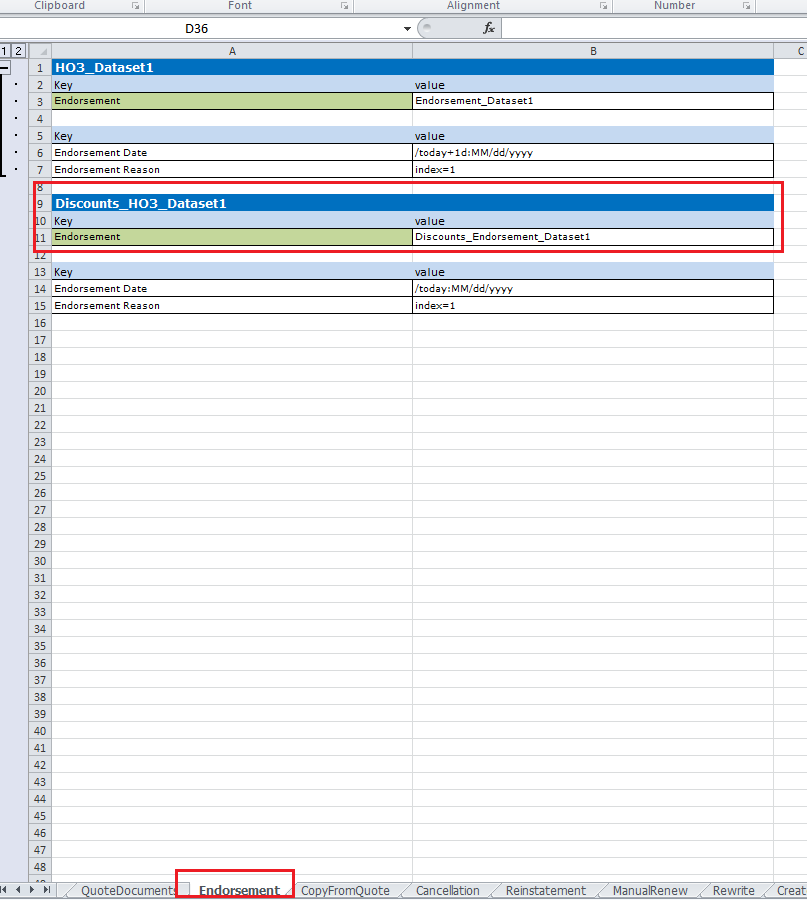 Clipboard Font Alignment Number
D36 fx
1 2 A B C
1 HO3_Dataset1
2 Key value
3 Endorsement Endorsement_Dataset1
4
5 Key value
6 Endorsement Date /today+1d:MM/dd/yyyy
7 Endorsement Reason index=1
8
9 Discounts_HO3_Dataset1
10 Key value
11 Endorsement Discounts_Endorsement_Dataset1
12
13 Key value
14 Endorsement Date /today:MM/dd/yyyy
15 Endorsement Reason index=1
16
17
18
19
20
21
22
23
24
25
26
27
28
29
30
31
32
33
34
35
36
37
38
39
40
41
42
43
44
45
46
47
48
QuoteDocuments Endorsement CopyFromQuote Cancellation Reinstatement ManualRenew Rewrite Creat